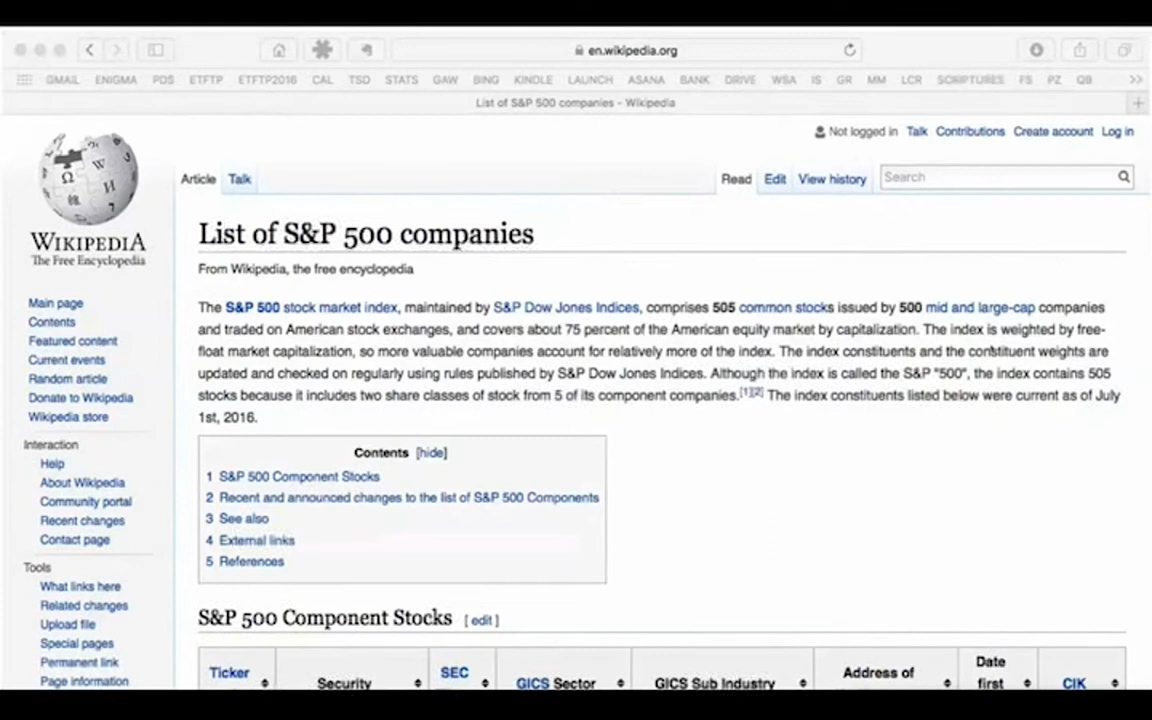 en.wikipedia.org
GMAIL ENIGMA PDS ETFTP ETFTP2016 CAL TSD STATS GAW BING KINDLE LAUNCH ASANA BANK DRIVE WSA IS GR MM LCR SCRIPTURES FS PZ QB >>
List of S&P 500 companies - Wikipedia
Not logged in Talk Contributions Create account Log in
Article Talk Read Edit View history Search
WIKIPEDIA
The Free Encyclopedia
List of S&P 500 companies
From Wikipedia, the free encyclopedia
The S&P 500 stock market index, maintained by S&P Dow Jones Indices, comprises 505 common stocks issued by 500 mid and large-cap companies
and traded on American stock exchanges, and covers about 75 percent of the American equity market by capitalization. The index is weighted by free-
float market capitalization, so more valuable companies account for relatively more of the index. The index constituents and the constituent weights are
updated and checked on regularly using rules published by S&P Dow Jones Indices. Although the index is called the S&P "500", the index contains 505
stocks because it includes two share classes of stock from 5 of its component companies.[1][2] The index constituents listed below were current as of July
1st, 2016.
Main page
Contents
Featured content
Current events
Random article
Donate to Wikipedia
Wikipedia store
Interaction
Help
About Wikipedia
Community portal
Recent changes
Contact page
Tools
What links here
Related changes
Upload file
Special pages
Permanent link
Page information
Contents [hide]
1 S&P 500 Component Stocks
2 Recent and announced changes to the list of S&P 500 Components
3 See also
4 External links
5 References
S&P 500 Component Stocks [ edit ]
Ticker Security SEC GICS Sector GICS Sub Industry Address of Date first CIK